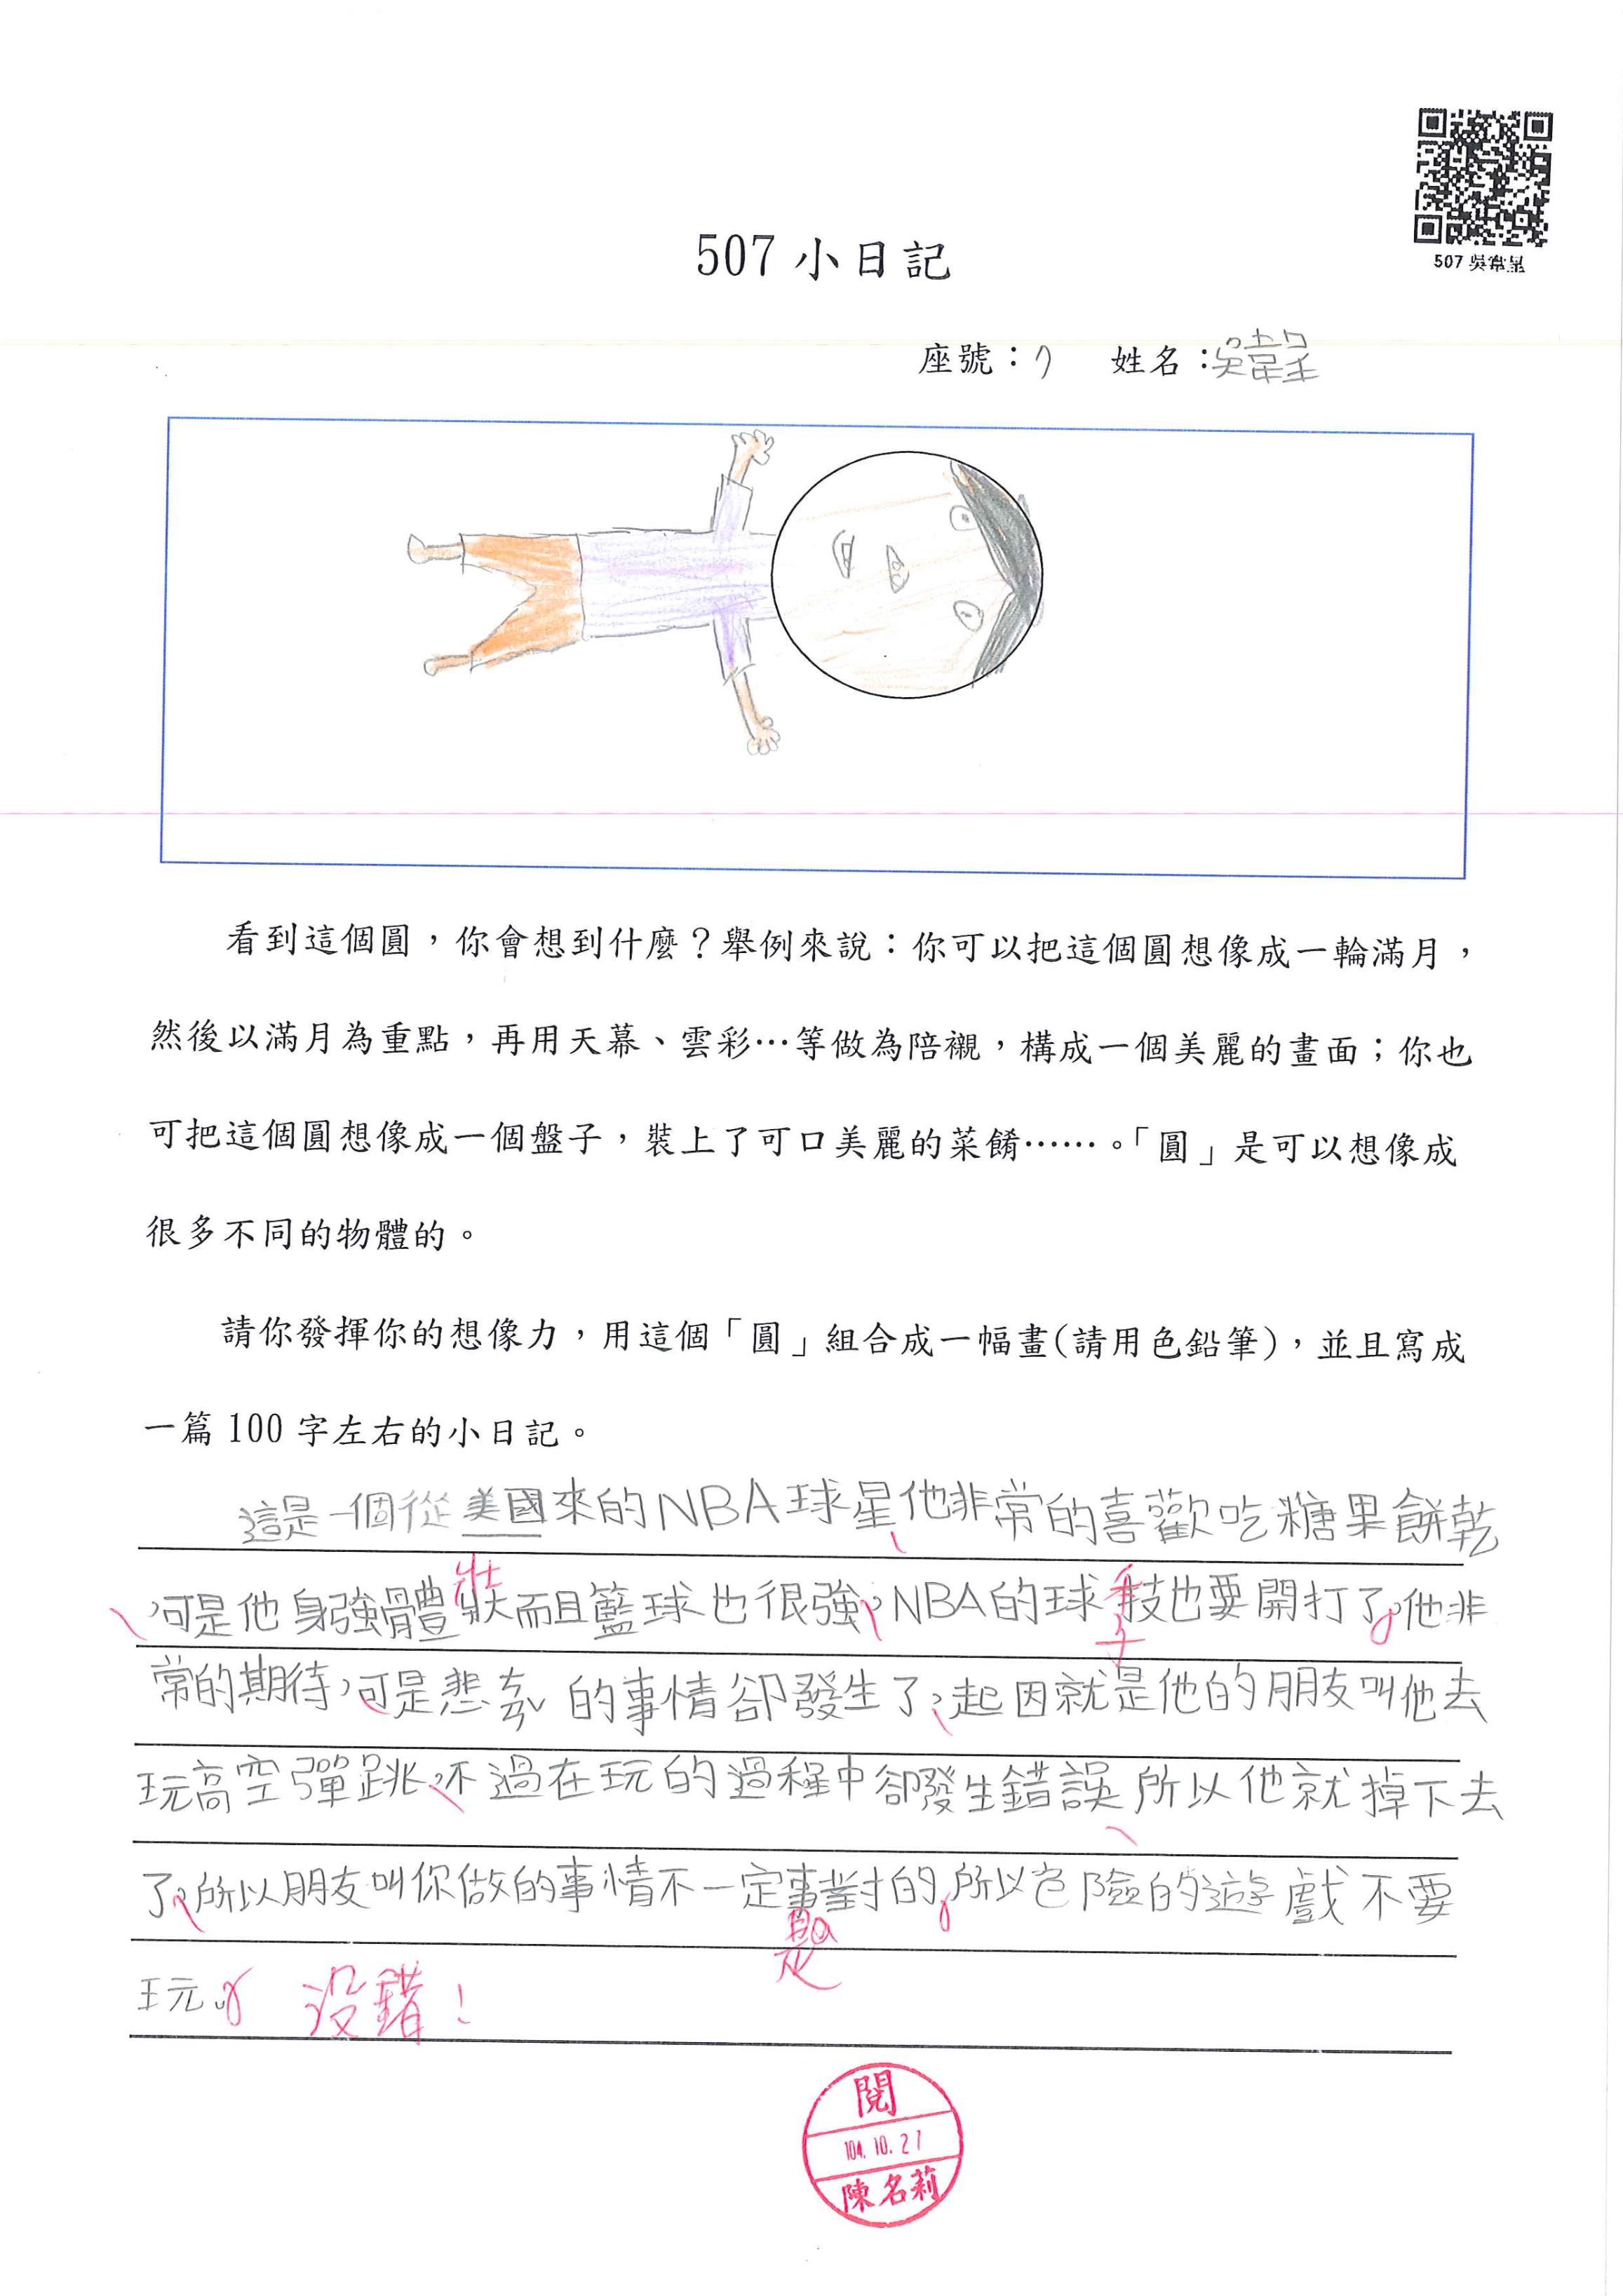 507 吳韋呈
507 小日記
座號：7 姓名：吳韋呈
看到這個圓，你會想到什麼？舉例來說：你可以把這個圓想像成一輪滿月，
然後以滿月為重點，再用天幕、雲彩…等做為陪襯，構成一個美麗的畫面；你也
可把這個圓想像成一個盤子，裝上了可口美麗的菜餚……。「圓」是可以想像成
很多不同的物體的。
請你發揮你的想像力，用這個「圓」組合成一幅畫(請用色鉛筆)，並且寫成
一篇 100 字左右的小日記。
這是一個從美國來的NBA球星他非常的喜歡吃糖果餅乾
壯
，可是他身強體壯而且籃球也很強，NBA的球技也要開打了，他非
常的期待，可是悲哀的事情卻發生了，起因就是他的朋友叫他去
玩高空彈跳，不過在玩的過程中卻發生錯誤所以他就掉下去
了，所以朋友叫你做的事情不一定事對的，所以危險的遊戲不要
是
玩。 沒錯！
閱
104.10.27
陳名莉